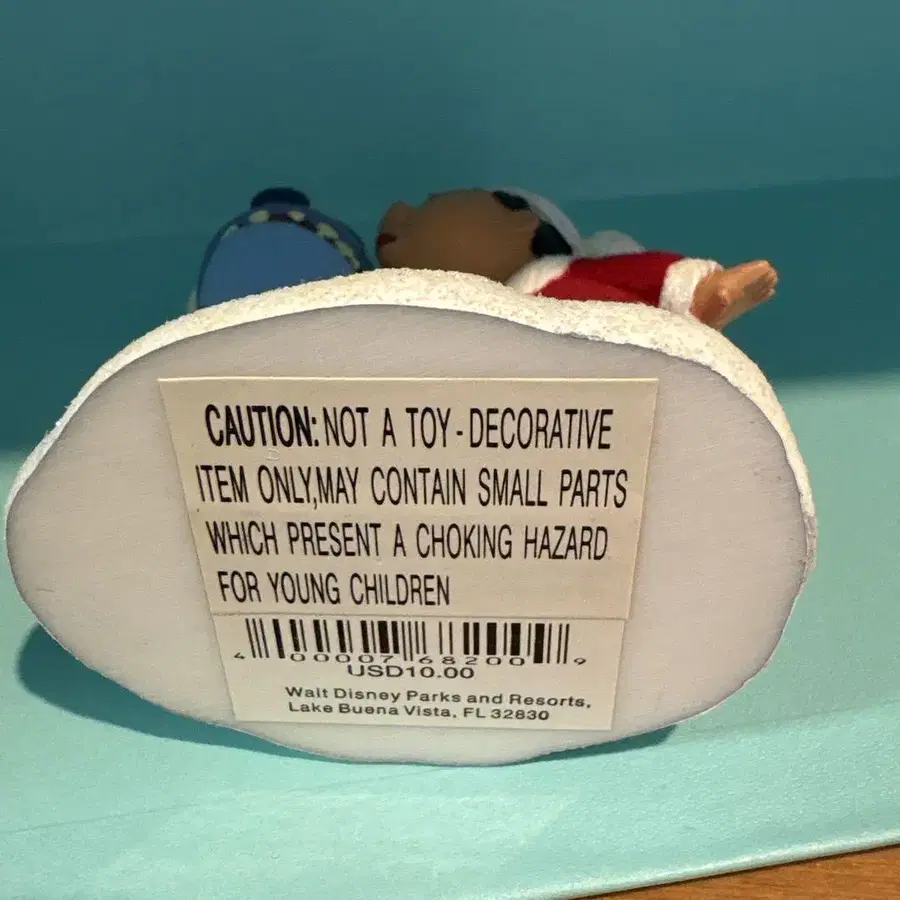 CAUTION: NOT A TOY - DECORATIVE
ITEM ONLY,MAY CONTAIN SMALL PARTS
WHICH PRESENT A CHOKING HAZARD
FOR YOUNG CHILDREN
4 00007 68200 9
USD10.00
Walt Disney Parks and Resorts,
Lake Buena Vista, FL 32830